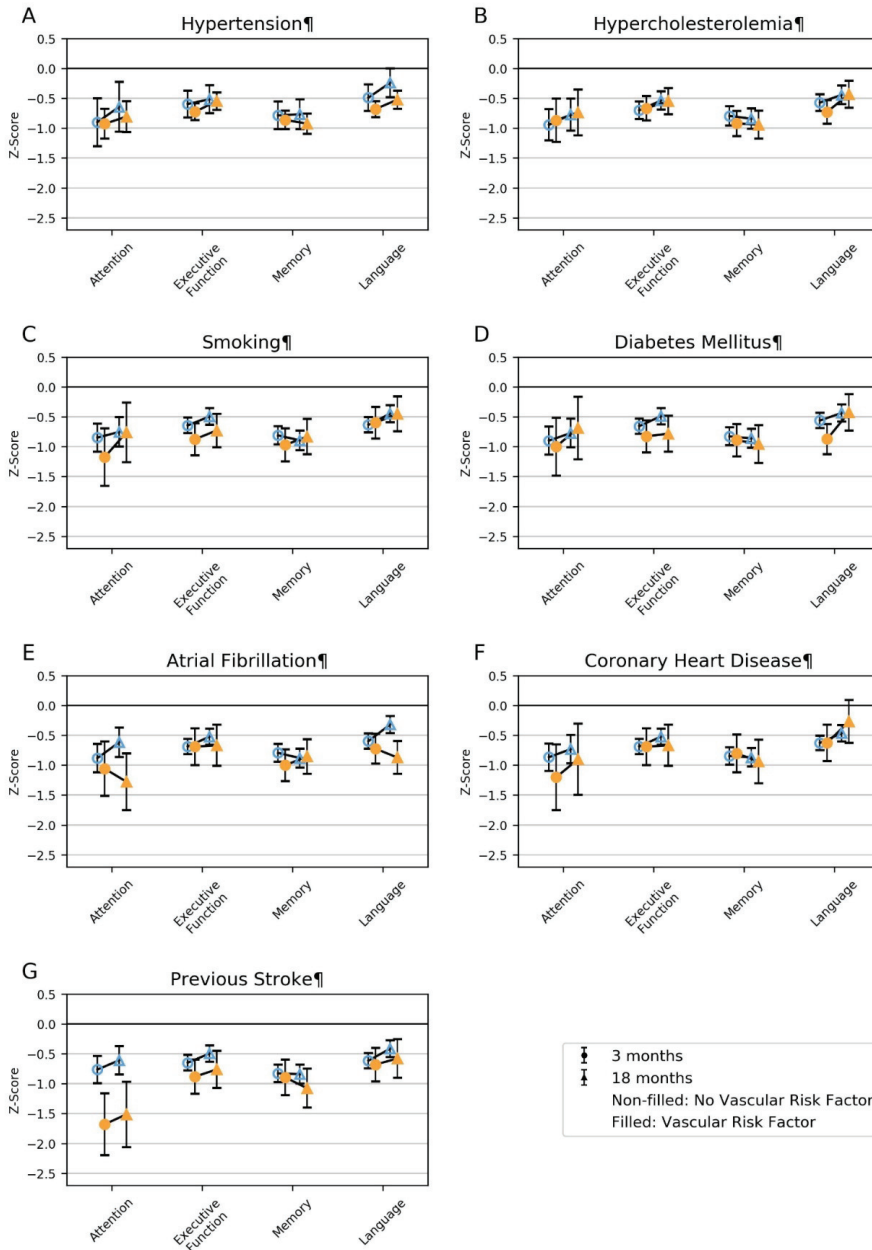 A
Hypertension¶
0.5
0.0
−0.5
−1.0
−1.5
−2.0
−2.5
Z-Score
Attention
Executive
Function
Memory
Language
B
Hypercholesterolemia¶
0.5
0.0
−0.5
−1.0
−1.5
−2.0
−2.5
Z-Score
Attention
Executive
Function
Memory
Language
C
Smoking¶
0.5
0.0
−0.5
−1.0
−1.5
−2.0
−2.5
Z-Score
Attention
Executive
Function
Memory
Language
D
Diabetes Mellitus¶
0.5
0.0
−0.5
−1.0
−1.5
−2.0
−2.5
Z-Score
Attention
Executive
Function
Memory
Language
E
Atrial Fibrillation¶
0.5
0.0
−0.5
−1.0
−1.5
−2.0
−2.5
Z-Score
Attention
Executive
Function
Memory
Language
F
Coronary Heart Disease¶
0.5
0.0
−0.5
−1.0
−1.5
−2.0
−2.5
Z-Score
Attention
Executive
Function
Memory
Language
G
Previous Stroke¶
0.5
0.0
−0.5
−1.0
−1.5
−2.0
−2.5
Z-Score
Attention
Executive
Function
Memory
Language
3 months
18 months
Non-filled: No Vascular Risk Factor
Filled: Vascular Risk Factor